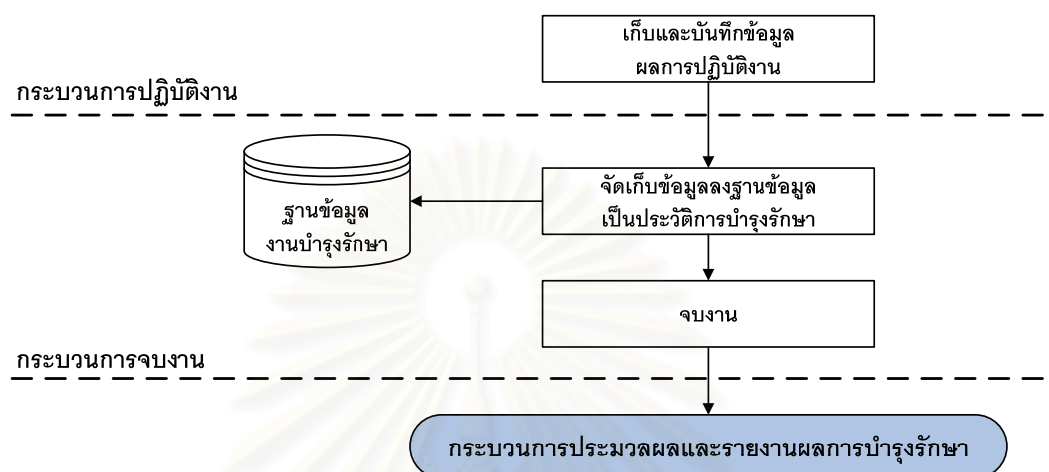 เก็บและบันทึกข้อมูล
ผลการปฏิบัติงาน
กระบวนการปฏิบัติงาน
ฐานข้อมูล
งานบำรุงรักษา
จัดเก็บข้อมูลลงฐานข้อมูล
เป็นประวัติการบำรุงรักษา
จบงาน
กระบวนการจบงาน
กระบวนการประมวลผลและรายงานผลการบำรุงรักษา